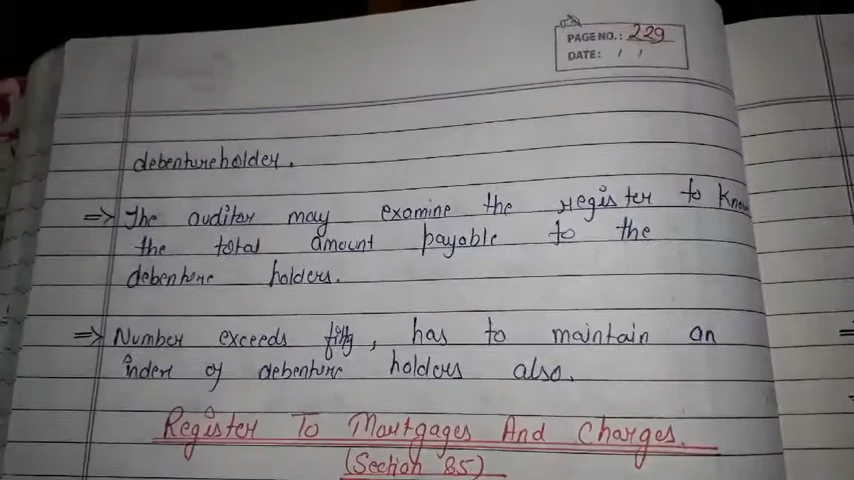 PAGE NO.: 229
DATE: / /
debentureholder.
=> The auditor may examine the register to know
the total amount payable to the
debenture holders.
=> Number exceeds fifty, has to maintain an
index of debenture holders also.
Register To Mortgages And Charges.
(Section 85)